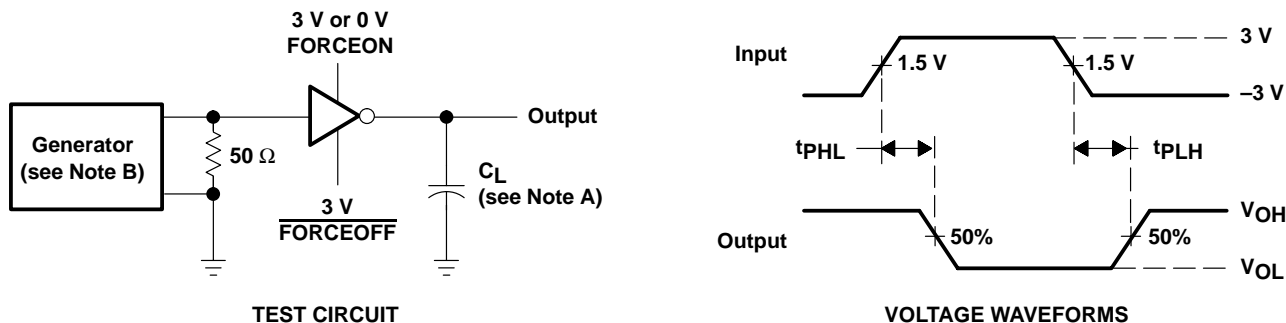 3 V or 0 V
FORCEON
Generator
(see Note B)
50 Ω
Output
CL
(see Note A)
3 V
FORCEOFF
TEST CIRCUIT
Input
3 V
1.5 V
1.5 V
–3 V
tPHL
tPLH
Output
VOH
50%
50%
VOL
VOLTAGE WAVEFORMS